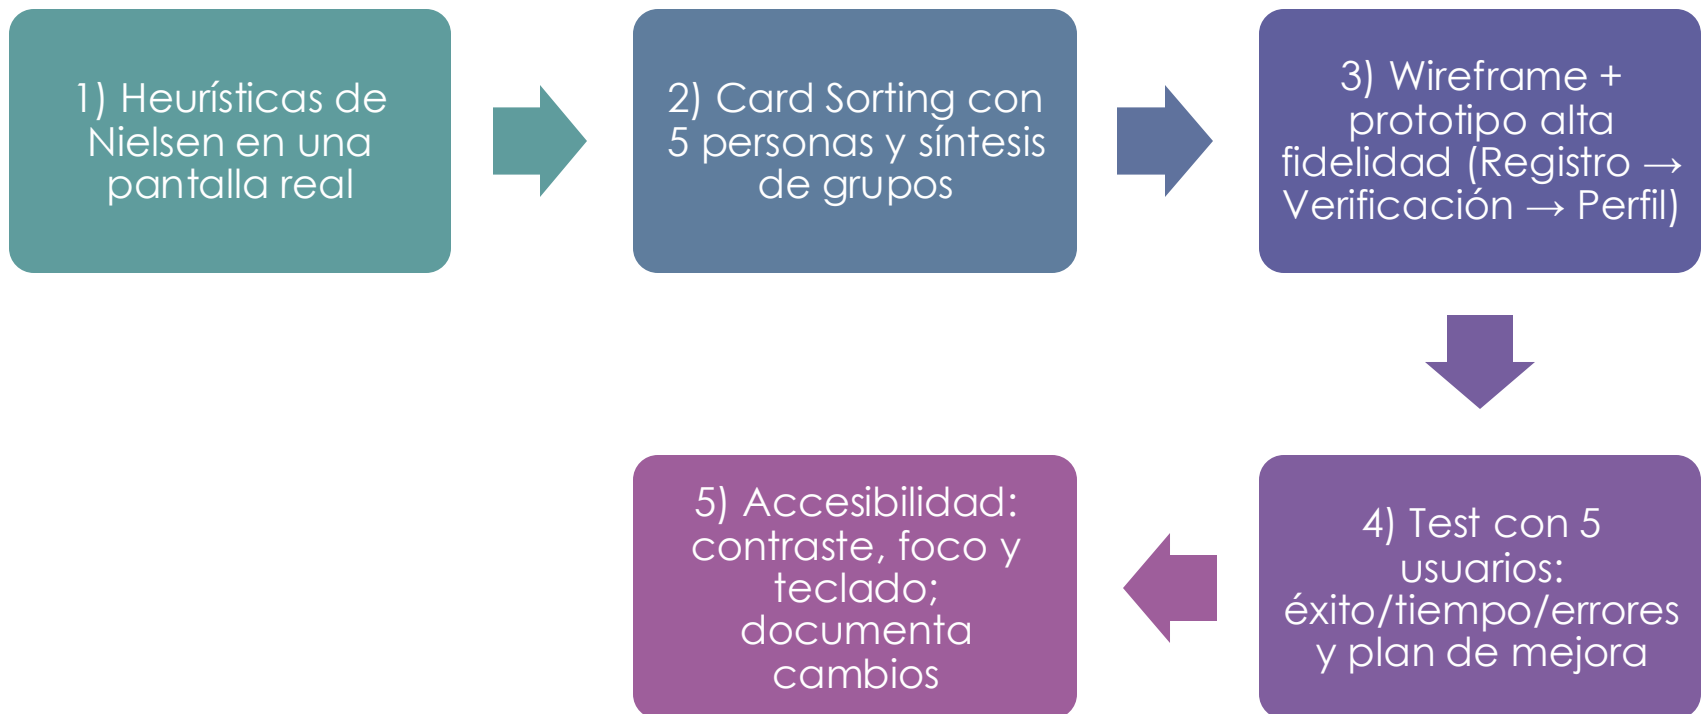 1) Heurísticas de
Nielsen en una
pantalla real
2) Card Sorting con
5 personas y síntesis
de grupos
3) Wireframe +
prototipo alta
fidelidad (Registro →
Verificación → Perfil)
4) Test con 5
usuarios:
éxito/tiempo/errores
y plan de mejora
5) Accesibilidad:
contraste, foco y
teclado;
documenta
cambios